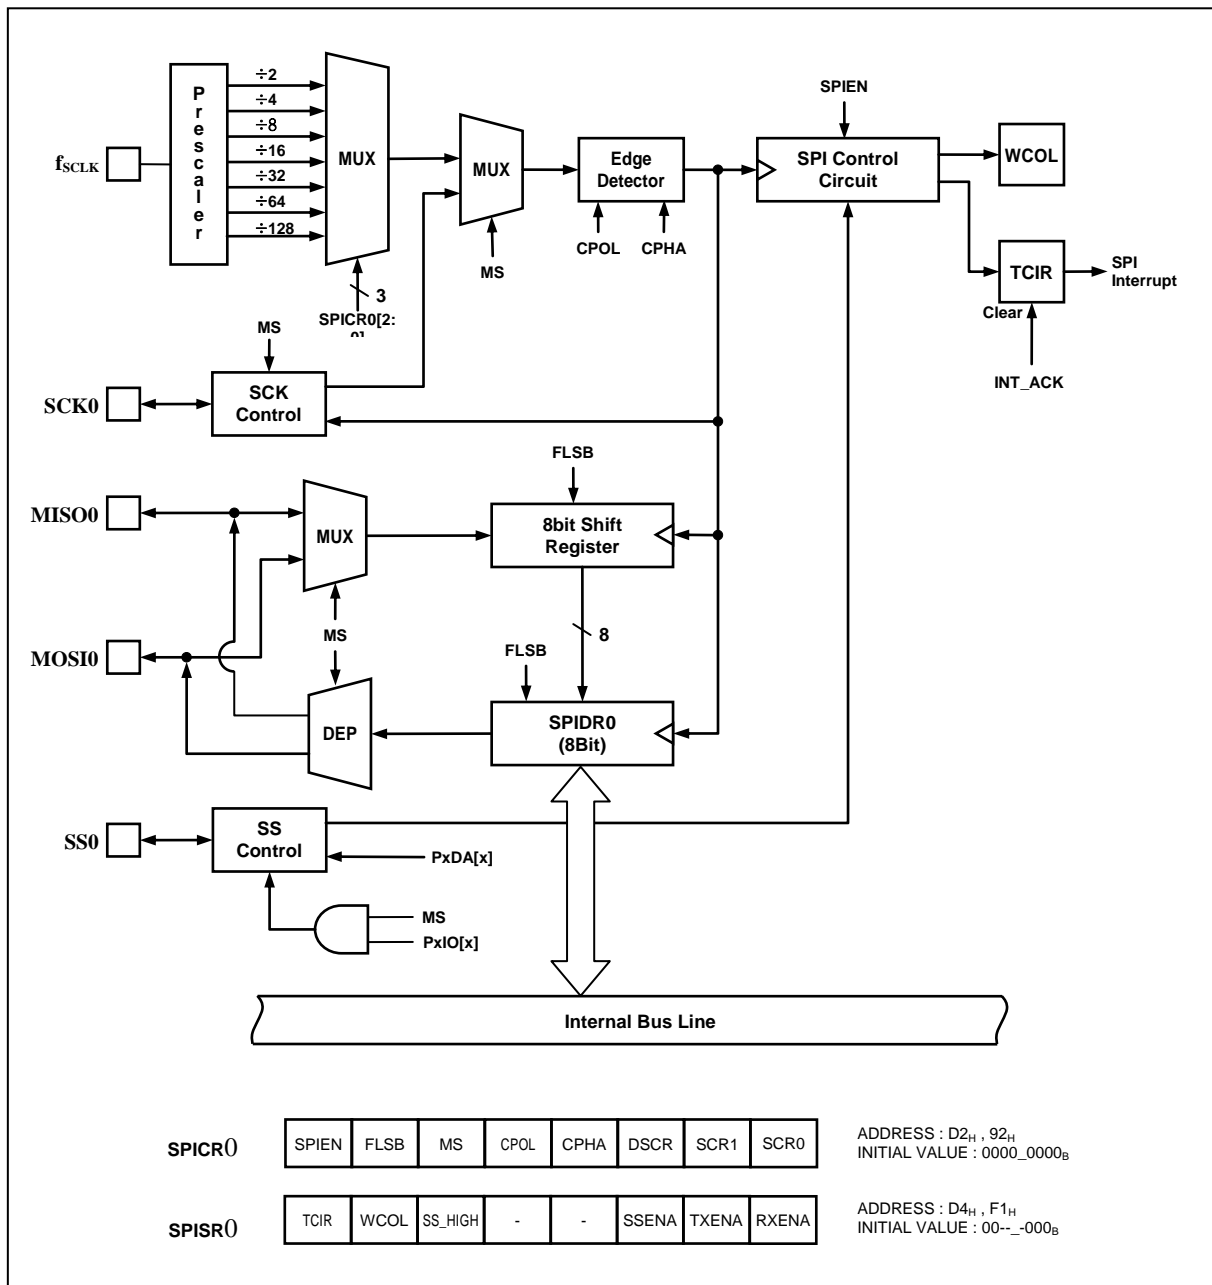 Prescaler
÷2
÷4
÷8
÷16
÷32
÷64
÷128
fSCLK
MUX
3
SPICR0[2:
0]
MUX
MS
Edge
Detector
CPOL
CPHA
SPIEN
SPI Control
Circuit
WCOL
TCIR
Clear
SPI
Interrupt
INT_ACK
MS
SCK0
SCK
Control
FLSB
MISO0
MUX
8bit Shift
Register
MS
8
MOSI0
FLSB
DEP
SPIDR0
(8Bit)
SS0
SS
Control
PxDA[x]
MS
PxIO[x]
Internal Bus Line
SPICR0 SPIEN FLSB MS CPOL CPHA DSCR SCR1 SCR0
ADDRESS : D2H , 92H
INITIAL VALUE : 0000_0000B
SPISR0 TCIR WCOL SS_HIGH - - SSENA TXENA RXENA
ADDRESS : D4H , F1H
INITIAL VALUE : 00--_-000B